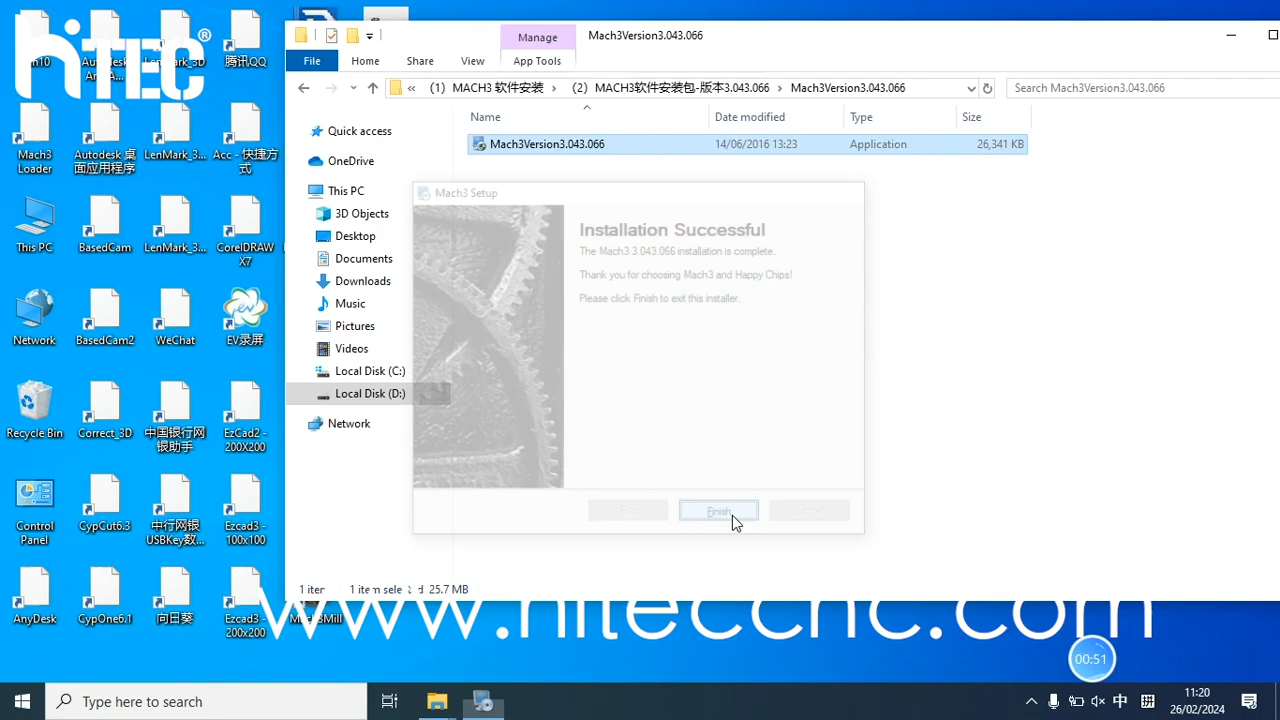 HiTEC®
Manage
Mach3Version3.043.066
File
Home
Share
View
App Tools
« (1) MACH3 软件安装 › (2) MACH3软件安装包-版本3.043.066 › Mach3Version3.043.066
Search Mach3Version3.043.066
Name
Date modified
Type
Size
Mach3Version3.043.066
14/06/2016 13:23
Application
26,341 KB
Quick access
OneDrive
This PC
3D Objects
Desktop
Documents
Downloads
Music
Pictures
Videos
Local Disk (C:)
Local Disk (D:)
Network
Mach3 Setup
Installation Successful
The Mach3 3.043.066 installation is complete.
Thank you for choosing Mach3 and Happy Chips!
Please click Finish to exit this installer.
Finish
Cancel
LenMark_3D
腾讯QQ
Mach3
Loader
Autodesk 桌
面应用程序
LenMark_3...
Acc - 快捷方
式
This PC
BasedCam
LenMark_3...
CorelDRAW
X7
Network
BasedCam2
WeChat
EV录屏
Recycle Bin
Correct_3D
中国银行网
银助手
EzCad2 -
200X200
Control
Panel
CypCut6.3
中行网银
USBKey数...
Ezcad3 -
100x100
AnyDesk
CypOne6.1
向日葵
Ezcad3 -
200x200
Mach3Mill
1 item
25.7 MB
www.hiteccnc.com
00:51
Type here to search
中
拼
11:20
26/02/2024